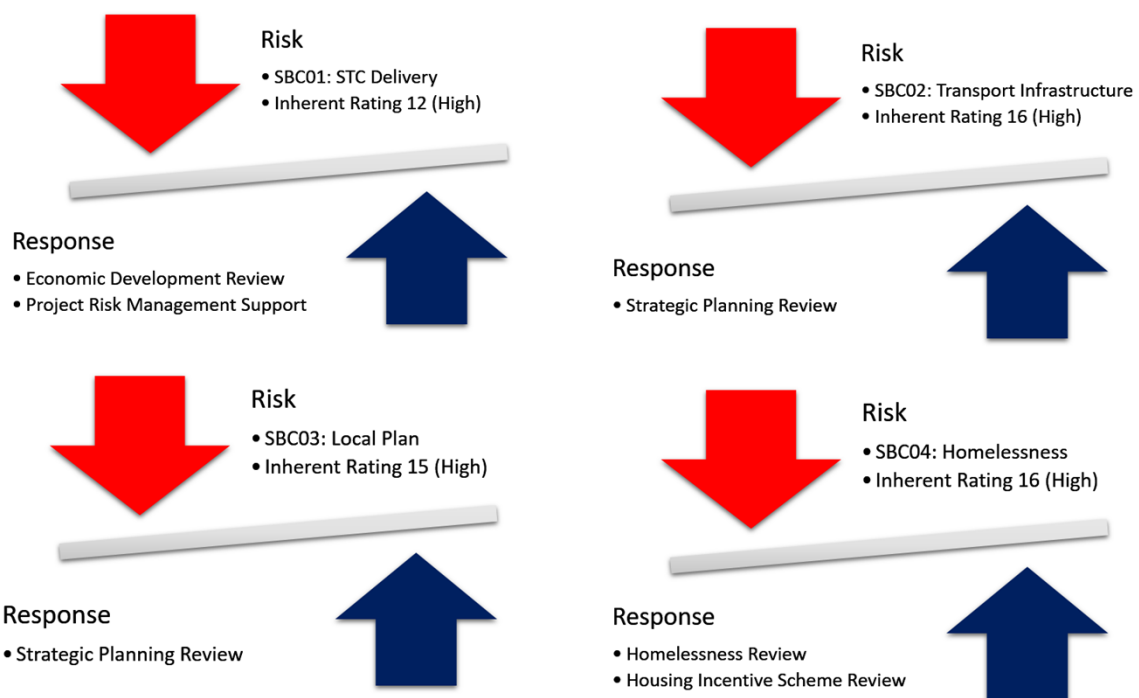 Risk
• SBC01: STC Delivery
• Inherent Rating 12 (High)
Response
• Economic Development Review
• Project Risk Management Support
Risk
• SBC02: Transport Infrastructure
• Inherent Rating 16 (High)
Response
• Strategic Planning Review
Risk
• SBC03: Local Plan
• Inherent Rating 15 (High)
Response
• Strategic Planning Review
Risk
• SBC04: Homelessness
• Inherent Rating 16 (High)
Response
• Homelessness Review
• Housing Incentive Scheme Review